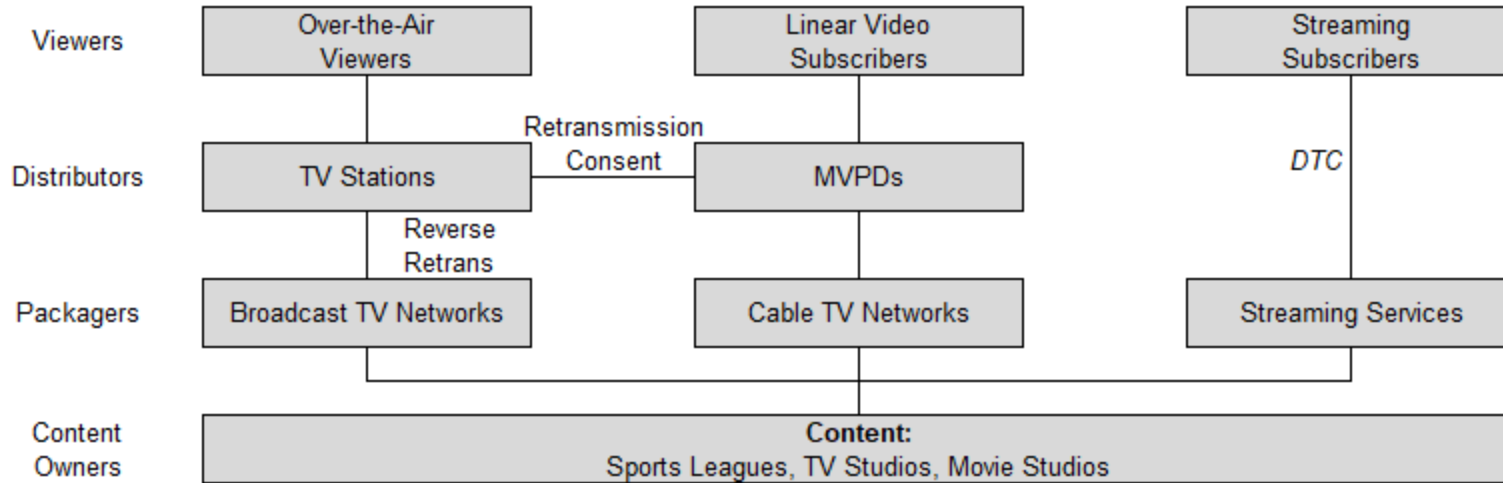 Viewers
Over-the-Air
Viewers
Linear Video
Subscribers
Streaming
Subscribers
Retransmission
Consent
Distributors
TV Stations
MVPDs
DTC
Reverse
Retrans
Packagers
Broadcast TV Networks
Cable TV Networks
Streaming Services
Content
Owners
Content:
Sports Leagues, TV Studios, Movie Studios